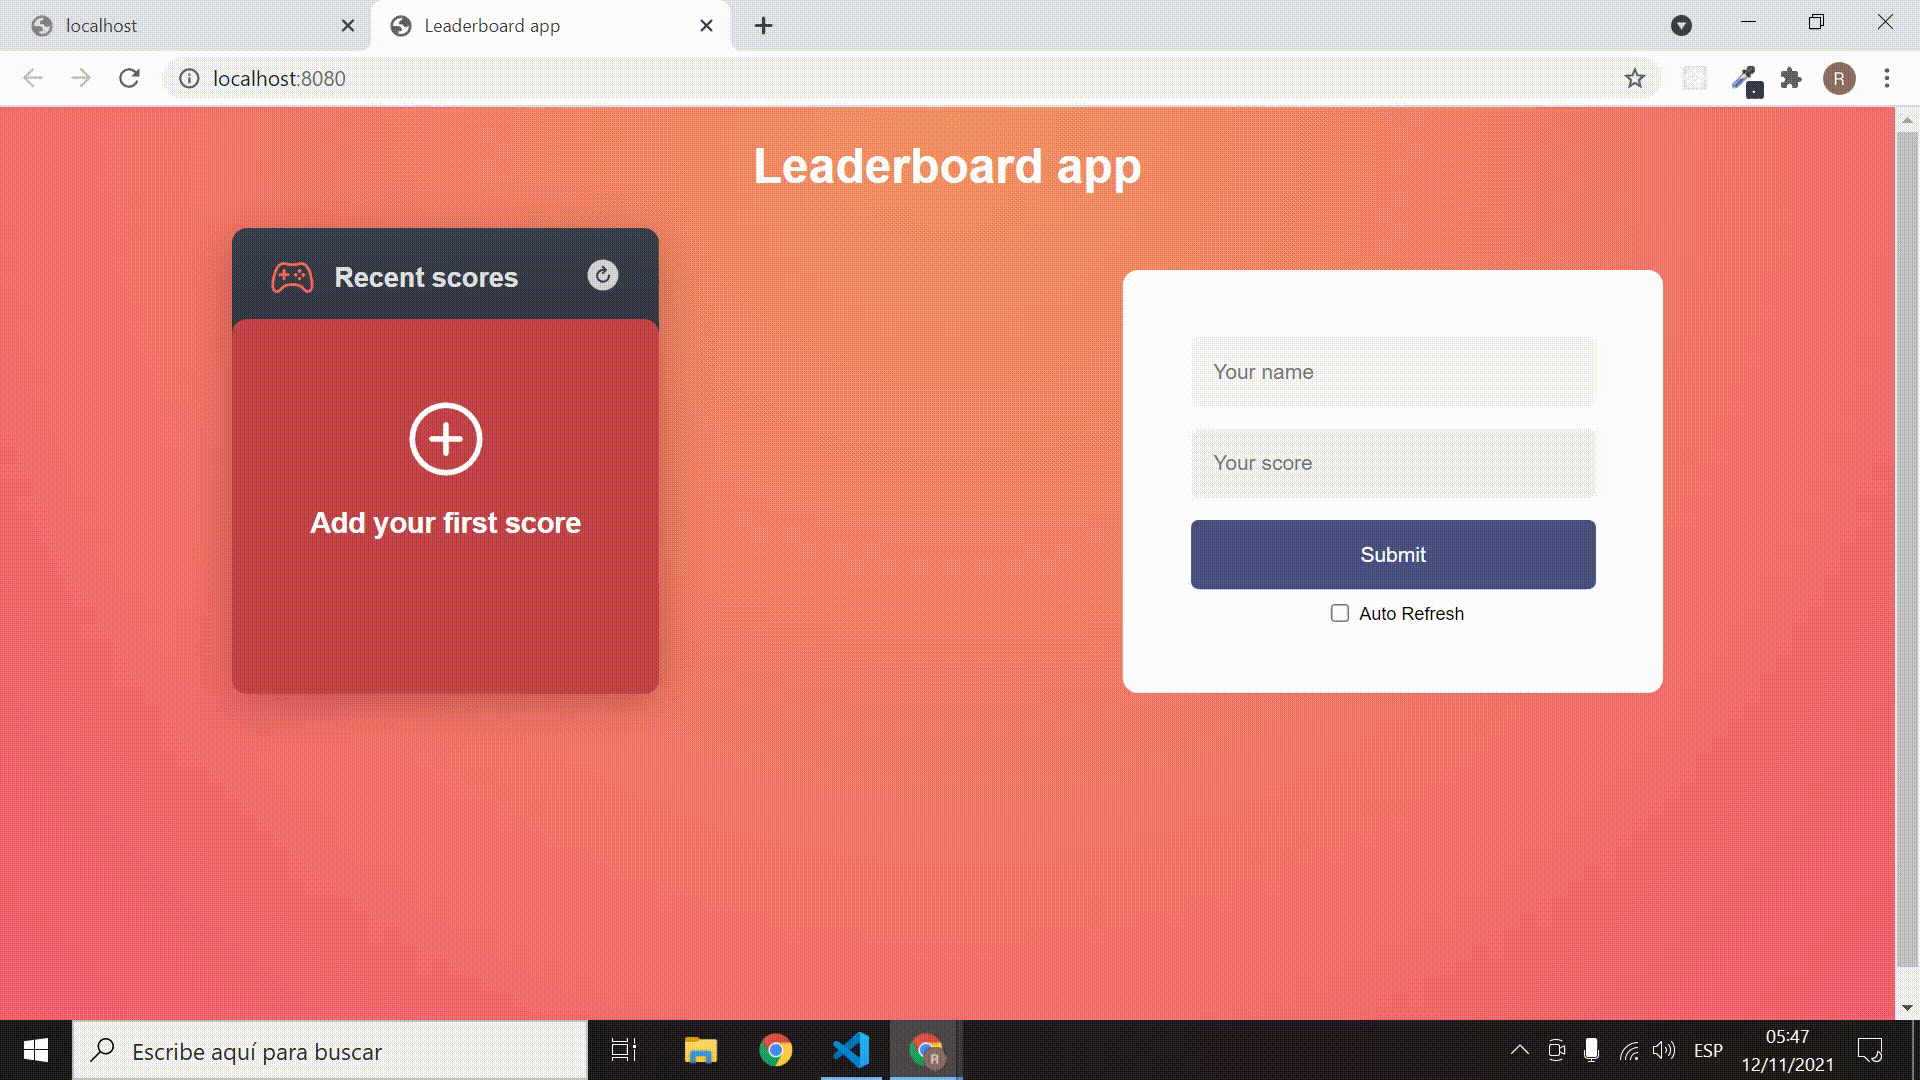 localhost
Leaderboard app
localhost:8080
R
Leaderboard app
Recent scores
Add your first score
Your name
Your score
Submit
Auto Refresh
Escribe aquí para buscar
R
ESP
05:47
12/11/2021